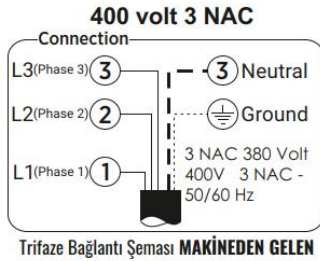 400 volt 3 NAC
Connection
L3(Phase 3) 3
3 Neutral
L2(Phase 2) 2
Ground
L1(Phase 1) 1
3 NAC 380 Volt
400V 3 NAC -
50/60 Hz
Trifaze Bağlantı Şeması MAKİNEDEN GELEN